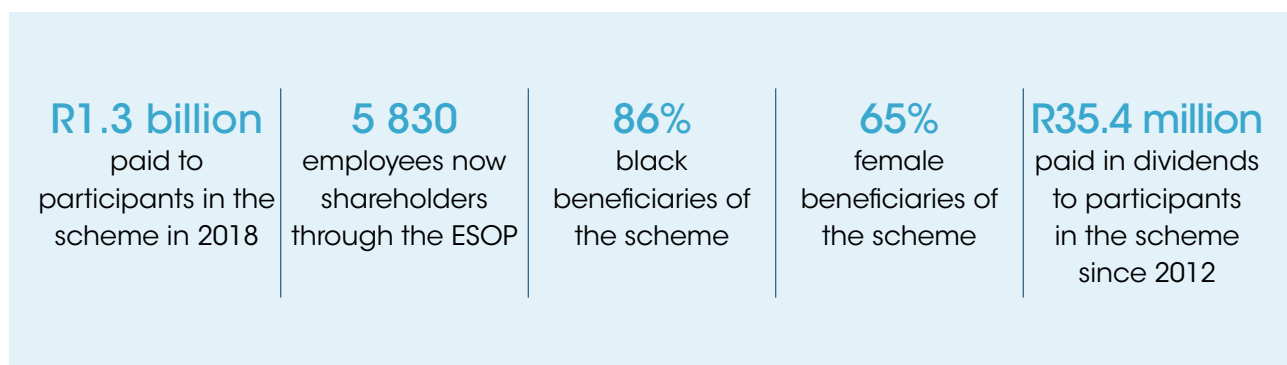 R1.3 billion
paid to
participants in the
scheme in 2018
5 830
employees now
shareholders
through the ESOP
86%
black
beneficiaries of
the scheme
65%
female
beneficiaries of
the scheme
R35.4 million
paid in dividends
to participants
in the scheme
since 2012